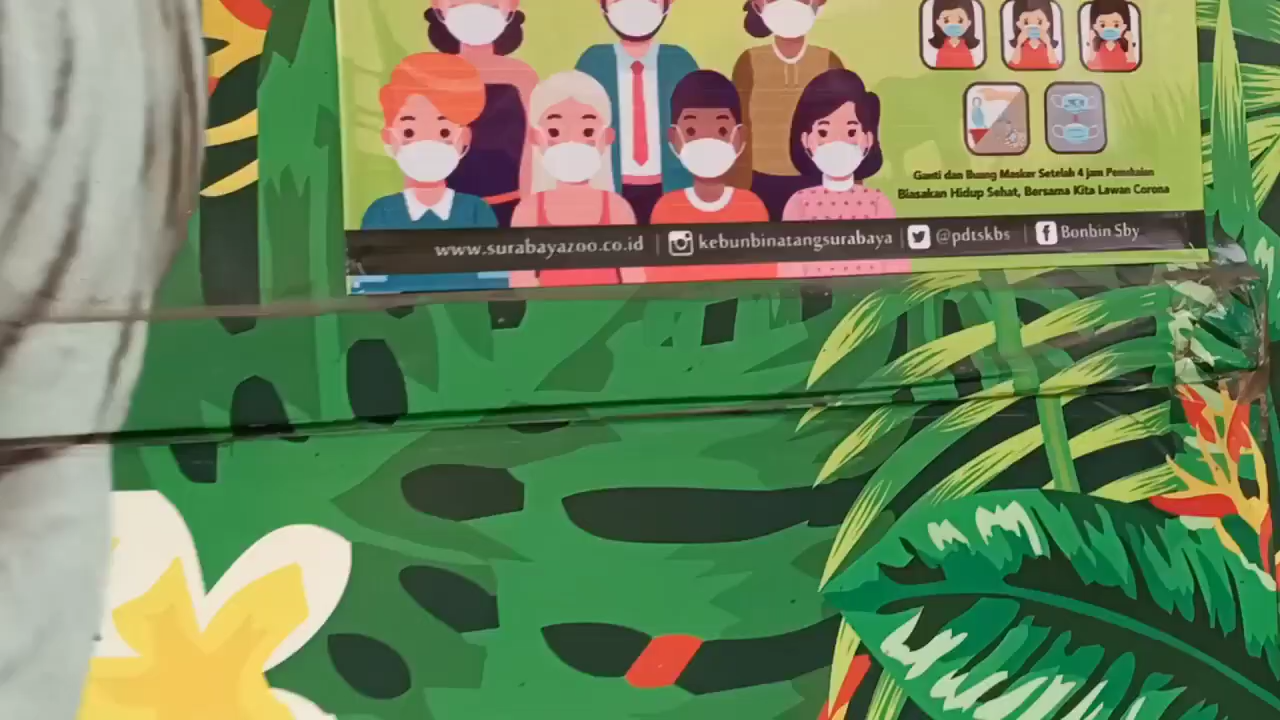 Ganti dan Buang Masker Setelah 4 jam Pemakaian
Biasakan Hidup Sehat, Bersama Kita Lawan Corona
www.surabayazoo.co.id | kebunbinatangsurabaya | @pdtskbs | Bonbin Sby